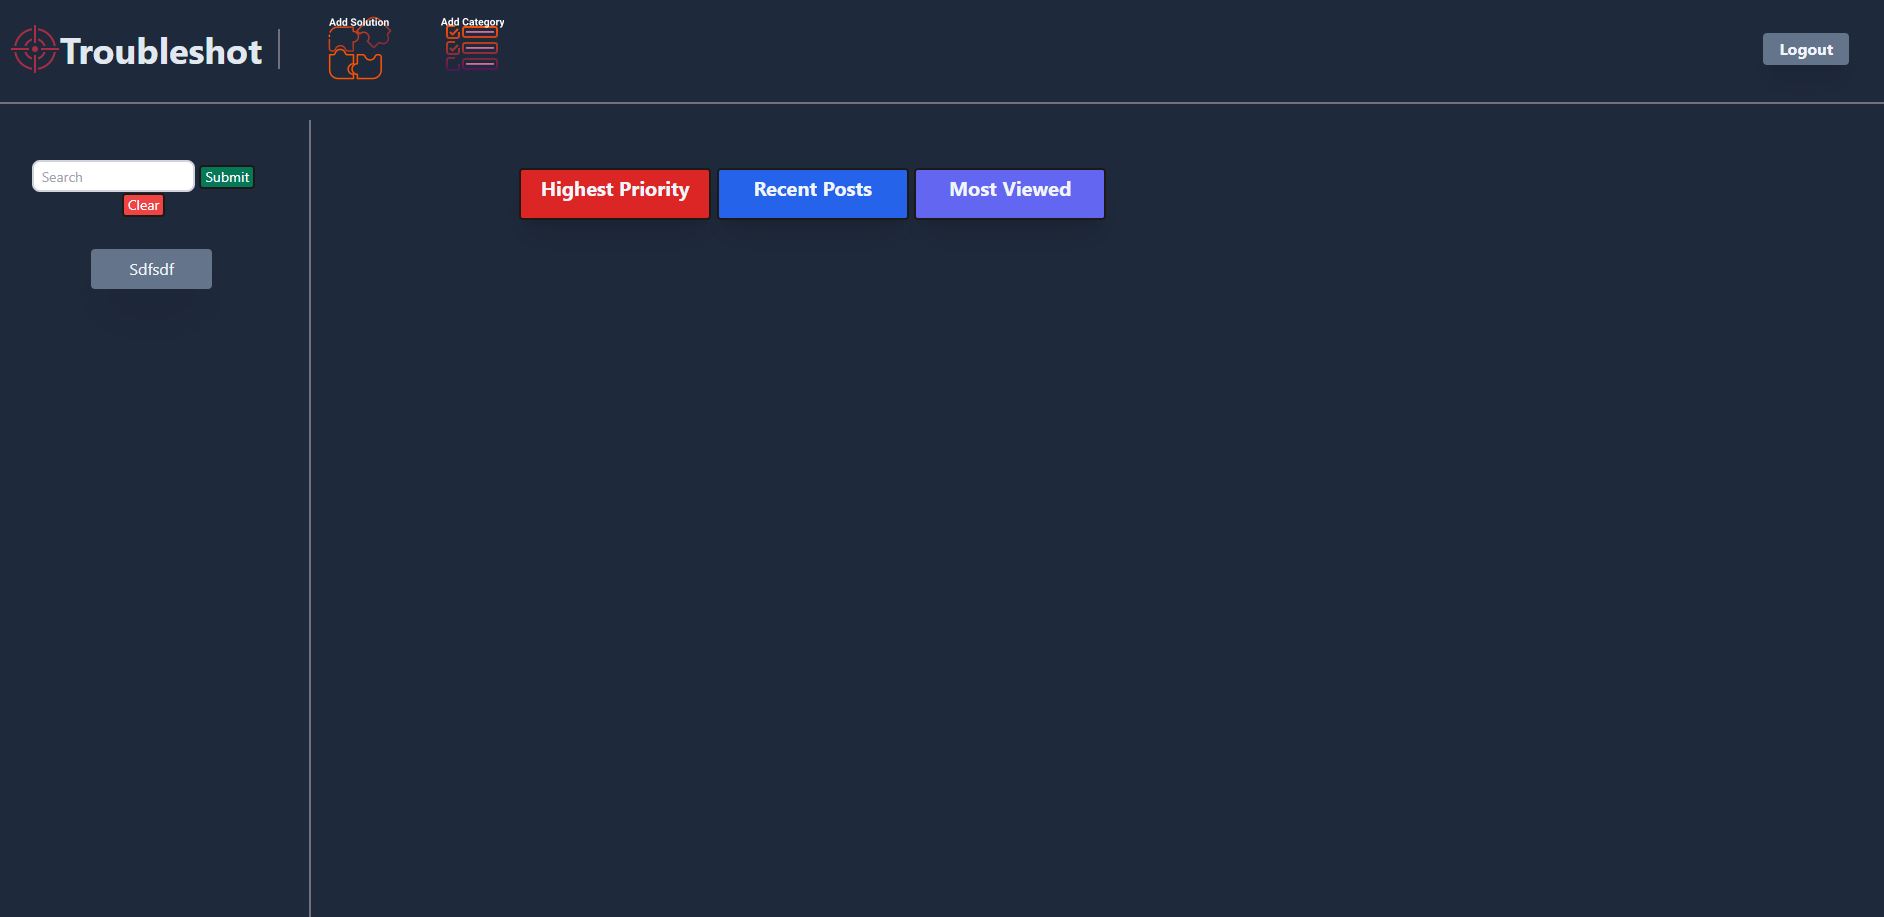 Troubleshot
Add Solution
Add Category
Logout
Search
Submit
Clear
Sdfsdf
Highest Priority
Recent Posts
Most Viewed